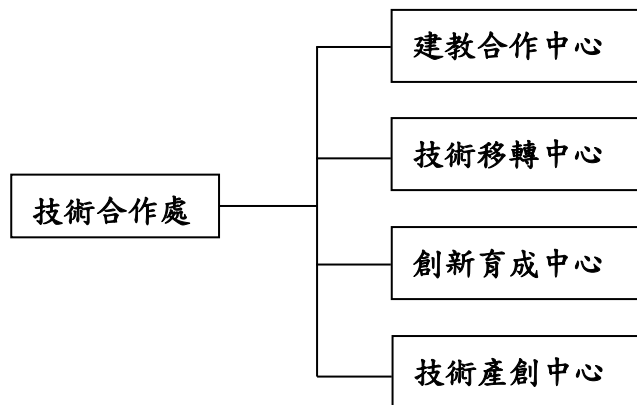 建教合作中心
技術移轉中心
技術合作處
創新育成中心
技術產創中心